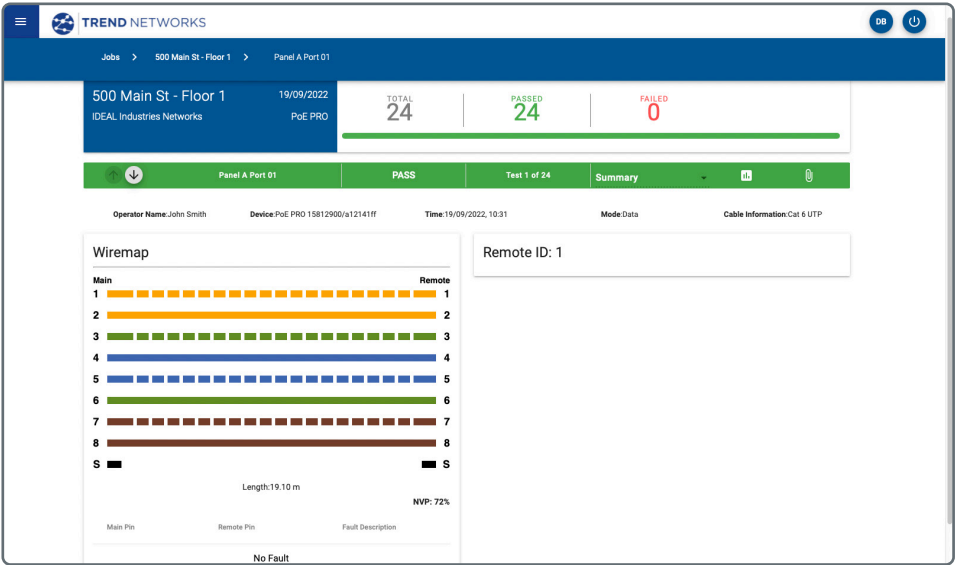 TREND NETWORKS
DB
Jobs > 500 Main St - Floor 1 > Panel A Port 01
500 Main St - Floor 1 19/09/2022
IDEAL Industries Networks PoE PRO
TOTAL
24
PASSED
24
FAILED
0
Panel A Port 01 PASS Test 1 of 24 Summary
Operator Name:John Smith Device:PoE PRO 15812900/a12141ff Time:19/09/2022, 10:31 Mode:Data Cable Information:Cat 6 UTP
Wiremap
Main Remote
1 1
2 2
3 3
4 4
5 5
6 6
7 7
8 8
S S
Length:19.10 m
NVP: 72%
Main Pin Remote Pin Fault Description
No Fault
Remote ID: 1